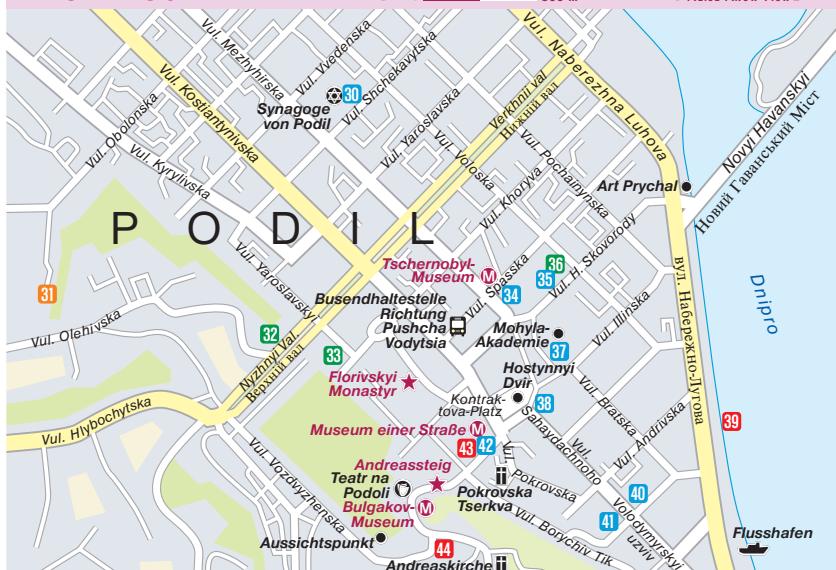 Vul. Mezhyhirska
Vul. Vvedenska
Vul. Shchekavytska
Vul. Naberezhna Luhova
Vul. Kostiantynivska
Synagoge
von Podil
30
Verkhnii val
Нижній вал
Novyi Havanskyi
Новий Гаванський Міст
Vul. Obolonska
Vul. Kyrylivska
Vul. Yaroslavska
Vul. Voloska
Vul. Pochainynska
Vul. Khoryva
Art Prychal
PODIL
Vul. Yaroslavskyi
Tschernobyl-
Museum
M
Vul. Spasska
36
35
34
Vul. H. Skovorody
вул. Набережно-Лугова
Dnipro
31
Busendhaltestelle
Richtung
Pushcha
Vodytsia
Mohyla-
Akademie
37
Vul. Illinska
Vul. Olehivska
32
Nyzhnyi Val.
Верхній вал
33
Florivskyi
Monastyr
Hostynnyi
Dvir
Kontrak-
tova-Platz
38
Vul. Bratska
Vul. Hlybochytska
Museum einer Straße
M
43
42
Vul.
Sahaydachnoho
Vul. Andrivska
39
Vul. Vozdvyzhenska
Andreassteig
Teatr na
Podoli
Bulgakov-
Museum
M
Pokrovska
Pokrovska
Tserkva
Vul.
40
41
Volodymyrskyi
uzviv
Vul. Borychiv Tik
Flusshafen
Aussichtspunkt
44
Andreaskirche